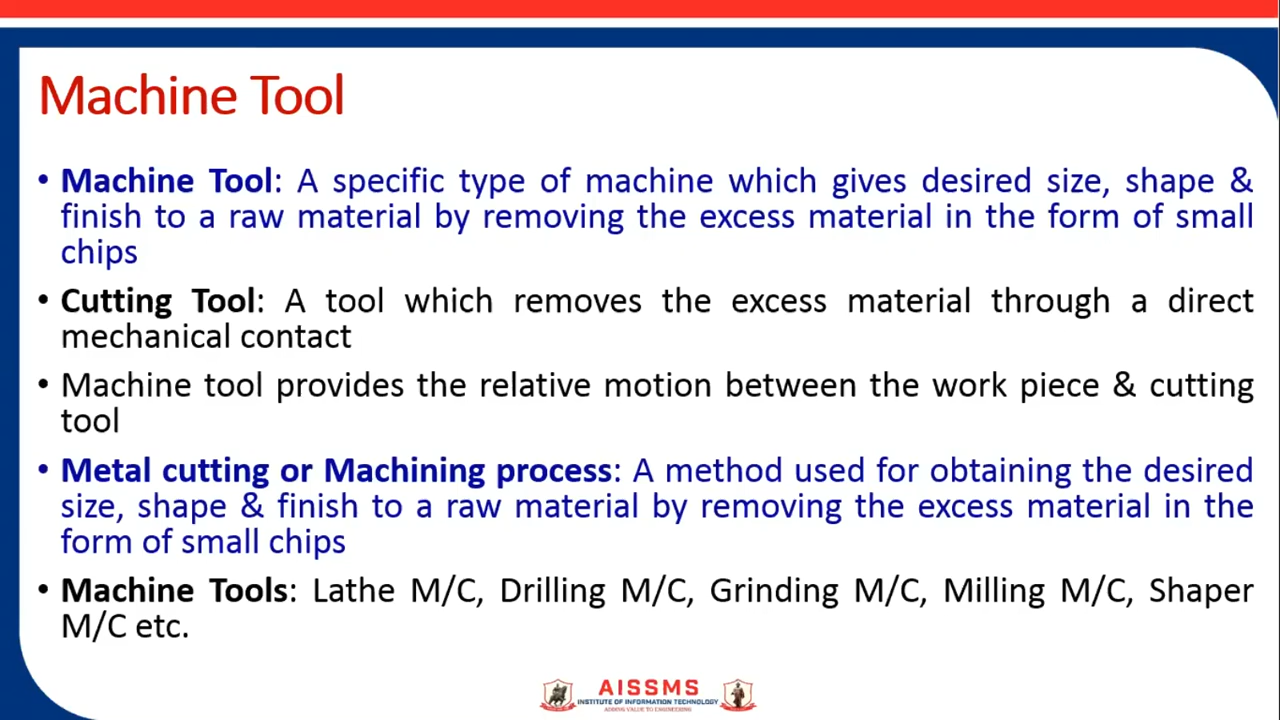 Machine Tool
• Machine Tool: A specific type of machine which gives desired size, shape &
finish to a raw material by removing the excess material in the form of small
chips
• Cutting Tool: A tool which removes the excess material through a direct
mechanical contact
• Machine tool provides the relative motion between the work piece & cutting
tool
• Metal cutting or Machining process: A method used for obtaining the desired
size, shape & finish to a raw material by removing the excess material in the
form of small chips
• Machine Tools: Lathe M/C, Drilling M/C, Grinding M/C, Milling M/C, Shaper
M/C etc.
AISSMS
INSTITUTE OF INFORMATION TECHNOLOGY
ADDING VALUE TO ENGINEERING